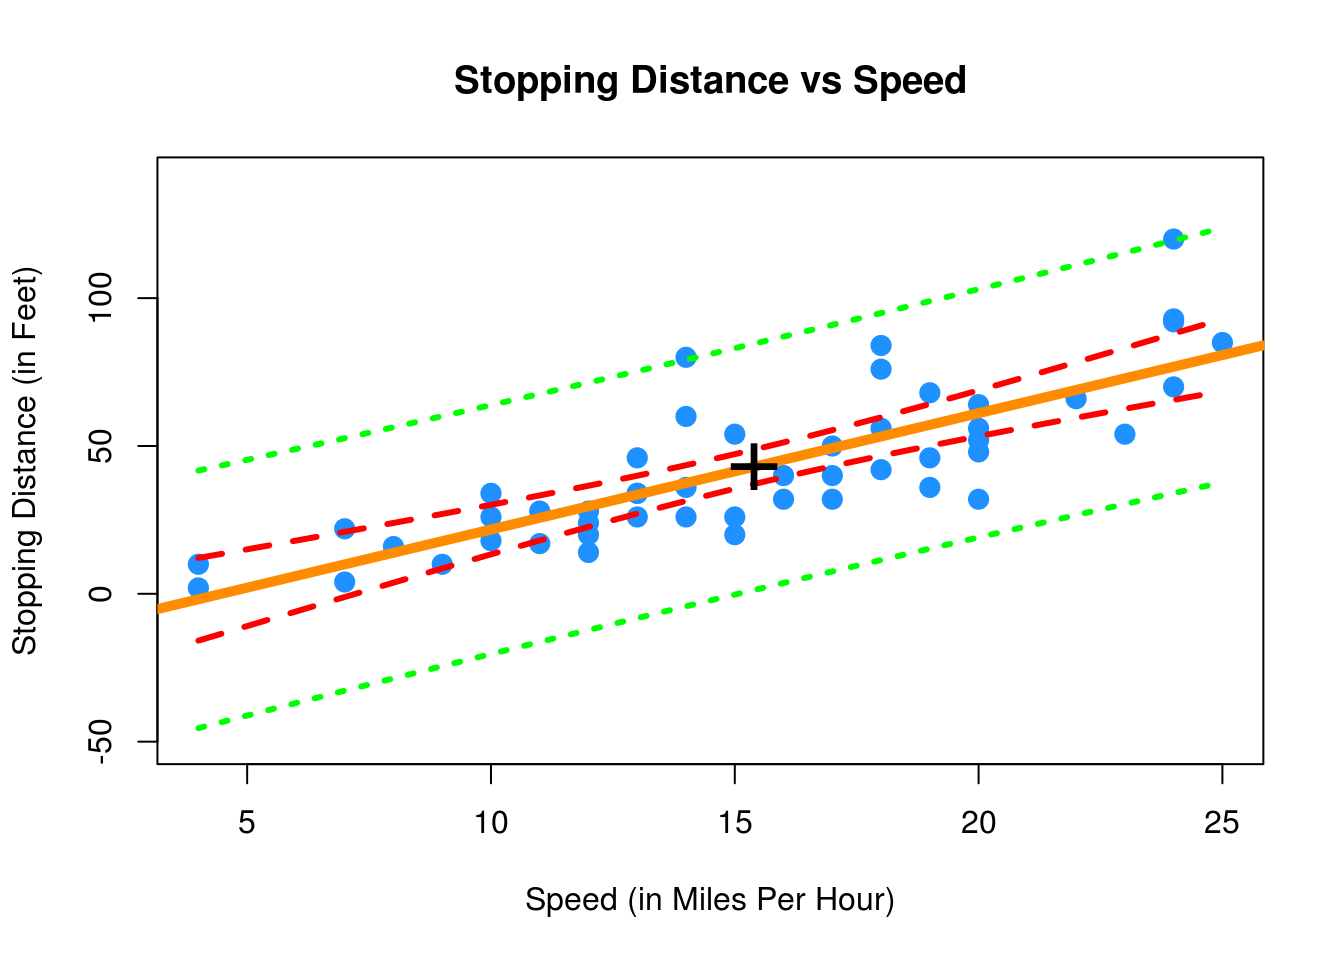 Stopping Distance vs Speed
Stopping Distance (in Feet)
100
50
0
-50
5 10 15 20 25
Speed (in Miles Per Hour)